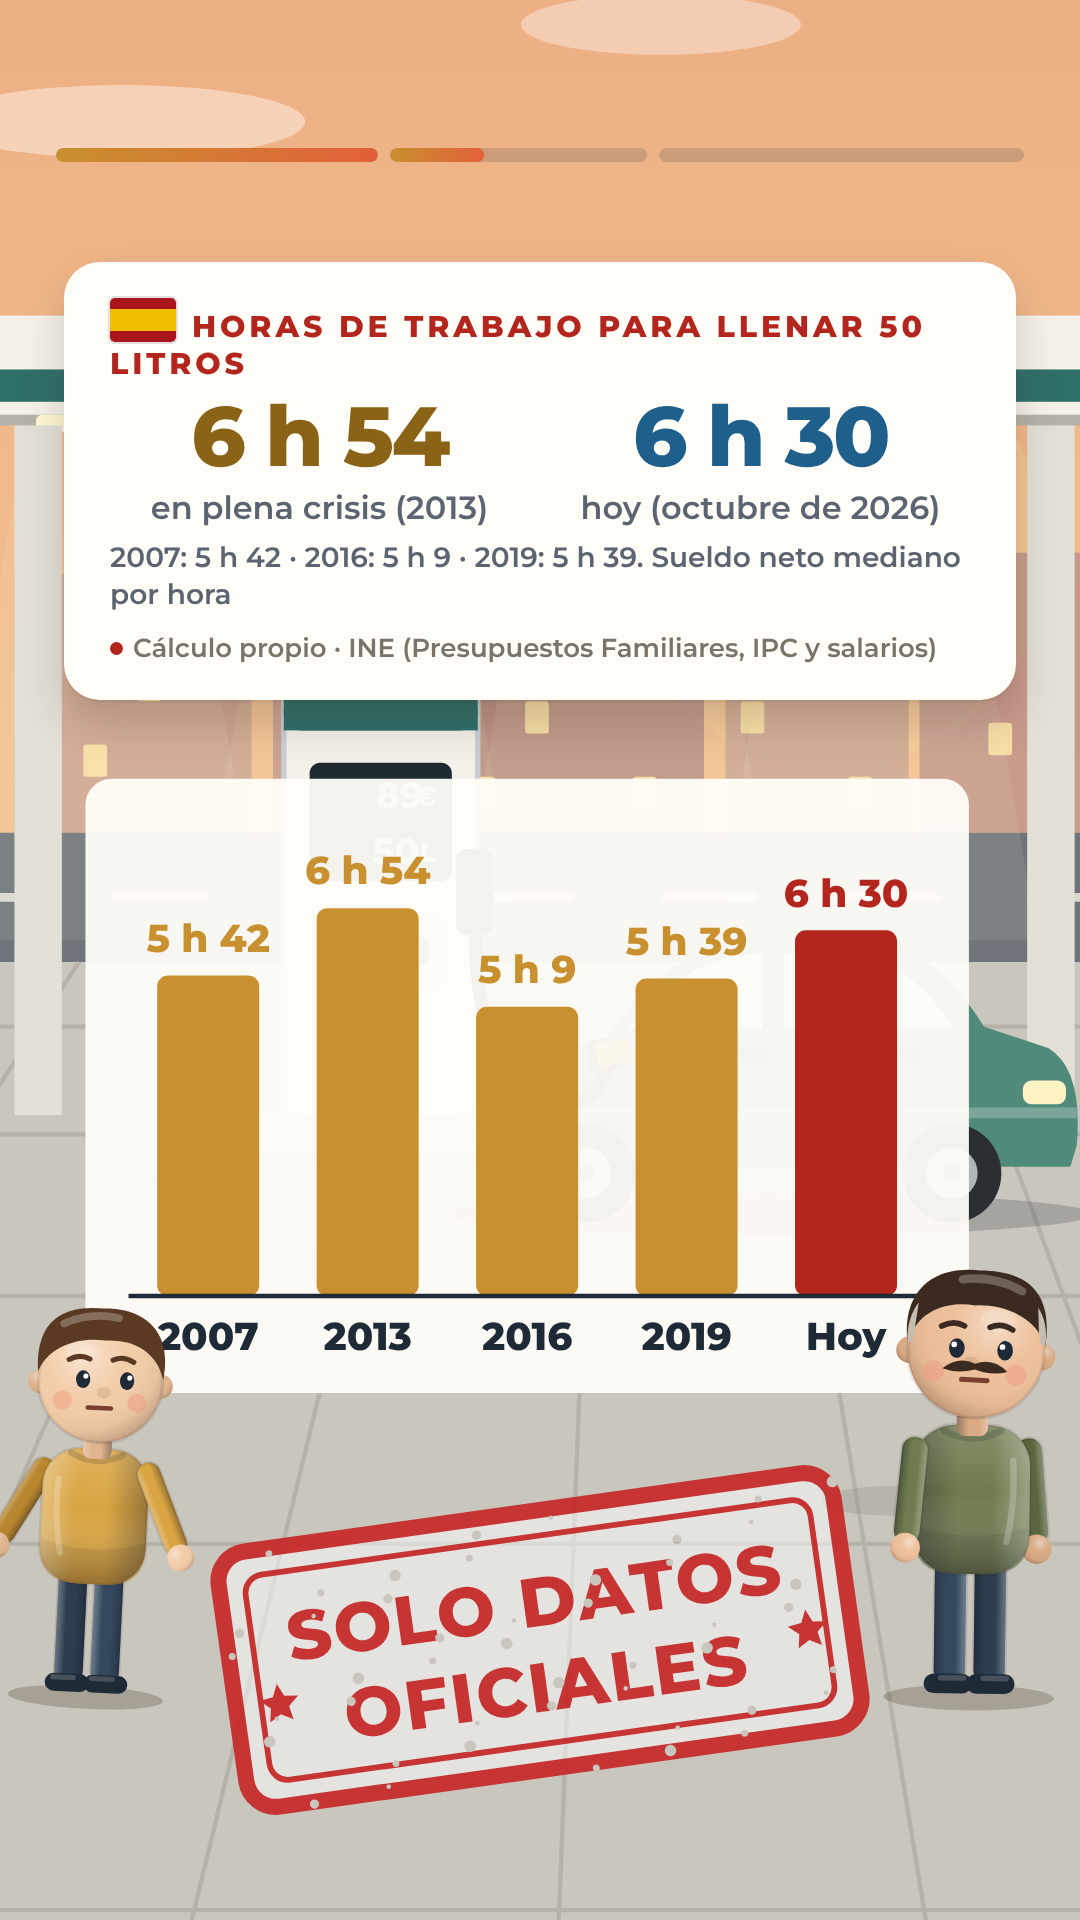 HORAS DE TRABAJO PARA LLENAR 50
LITROS
6 h 54
6 h 30
en plena crisis (2013)
hoy (octubre de 2026)
2007: 5 h 42 · 2016: 5 h 9 · 2019: 5 h 39. Sueldo neto mediano
por hora
Cálculo propio · INE (Presupuestos Familiares, IPC y salarios)
89€
50L
5 h 42
6 h 54
5 h 9
5 h 39
6 h 30
2007
2013
2016
2019
Hoy
SOLO DATOS
OFICIALES